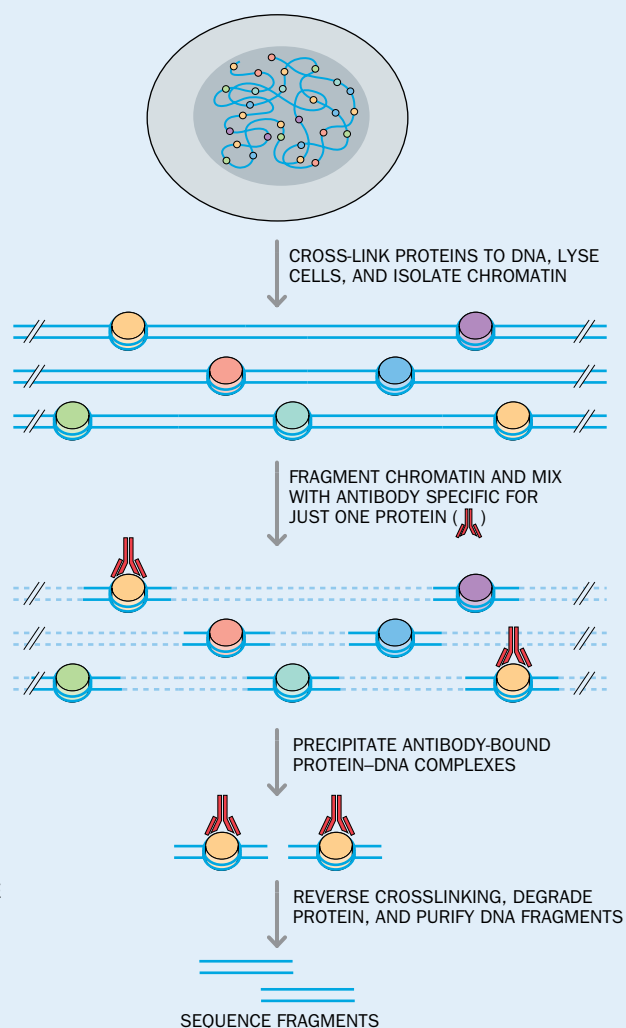 CROSS-LINK PROTEINS TO DNA, LYSE
CELLS, AND ISOLATE CHROMATIN
FRAGMENT CHROMATIN AND MIX
WITH ANTIBODY SPECIFIC FOR
JUST ONE PROTEIN ( )
PRECIPITATE ANTIBODY-BOUND
PROTEIN–DNA COMPLEXES
REVERSE CROSSLINKING, DEGRADE
PROTEIN, AND PURIFY DNA FRAGMENTS
SEQUENCE FRAGMENTS